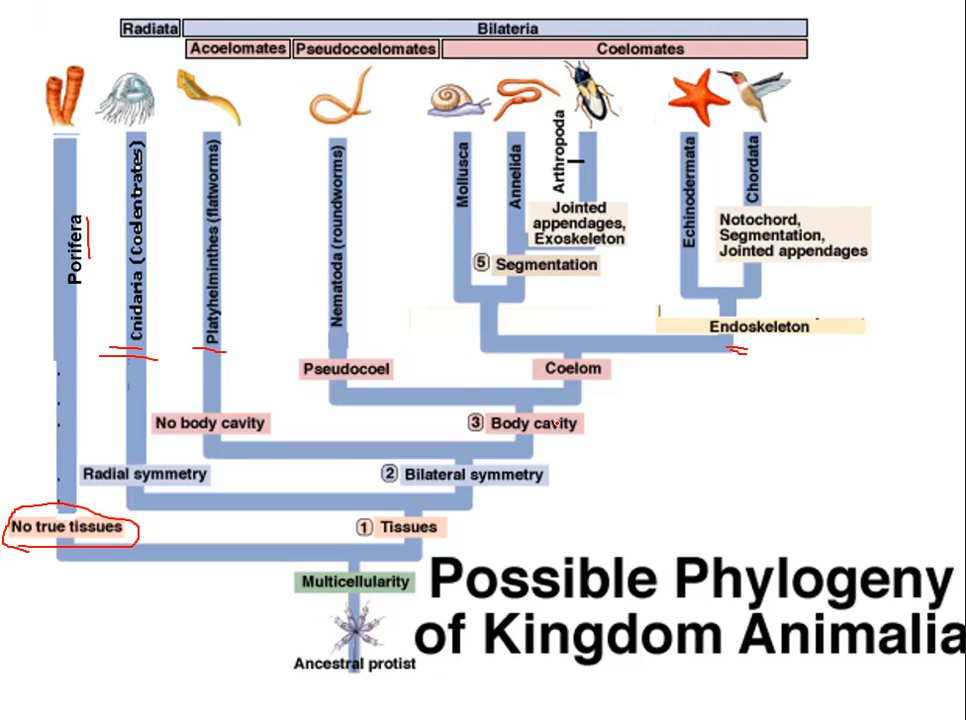 Radiata
Bilateria
Acoelomates
Pseudocoelomates
Coelomates
Porifera
Cnidaria (Coelentrates)
Platyhelminthes (flatworms)
Nematoda (roundworms)
Mollusca
Annelida
Arthropoda
Echinodermata
Chordata
Jointed
appendages,
Exoskeleton
Notochord,
Segmentation,
Jointed appendages
5 Segmentation
Endoskeleton
Pseudocoel
Coelom
No body cavity
3 Body cavity
Radial symmetry
2 Bilateral symmetry
No true tissues
1 Tissues
Multicellularity
Ancestral protist
Possible Phylogeny
of Kingdom Animalia